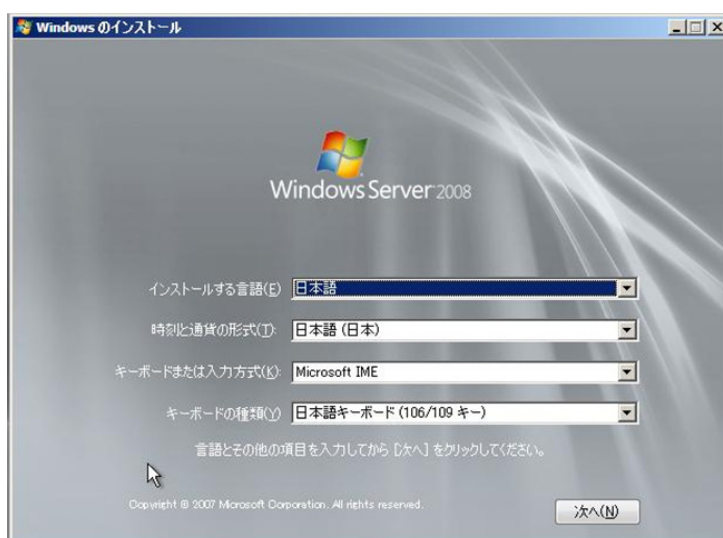 Windows のインストール
Windows Server 2008
インストールする言語(E) 日本語
時刻と通貨の形式(T): 日本語 (日本)
キーボードまたは入力方式(K): Microsoft IME
キーボードの種類(Y) 日本語キーボード (106/109 キー)
言語とその他の項目を入力してから [次へ] をクリックしてください。
Copyright © 2007 Microsoft Corporation. All rights reserved.
次へ(N)